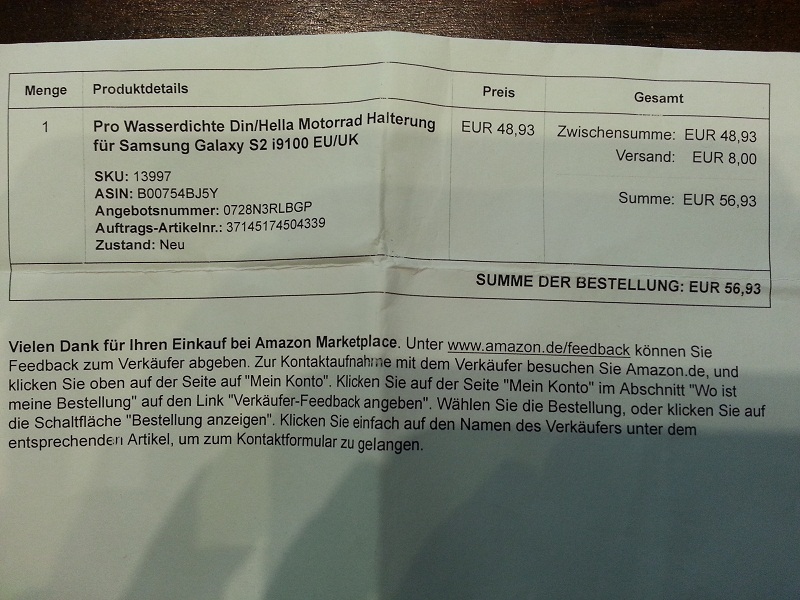 Menge Produktdetails Preis Gesamt
1 Pro Wasserdichte Din/Hella Motorrad Halterung EUR 48,93 Zwischensumme: EUR 48,93
für Samsung Galaxy S2 i9100 EU/UK Versand: EUR 8,00
SKU: 13997
ASIN: B00754BJ5Y Summe: EUR 56,93
Angebotsnummer: 0728N3RLBGP
Auftrags-Artikelnr.: 37145174504339
Zustand: Neu
SUMME DER BESTELLUNG: EUR 56,93
Vielen Dank für Ihren Einkauf bei Amazon Marketplace. Unter www.amazon.de/feedback können Sie
Feedback zum Verkäufer abgeben. Zur Kontaktaufnahme mit dem Verkäufer besuchen Sie Amazon.de, und
klicken Sie oben auf der Seite auf "Mein Konto". Klicken Sie auf der Seite "Mein Konto" im Abschnitt "Wo ist
meine Bestellung" auf den Link "Verkäufer-Feedback angeben". Wählen Sie die Bestellung, oder klicken Sie auf
die Schaltfläche "Bestellung anzeigen". Klicken Sie einfach auf den Namen des Verkäufers unter dem
entsprechenden Artikel, um zum Kontaktformular zu gelangen.